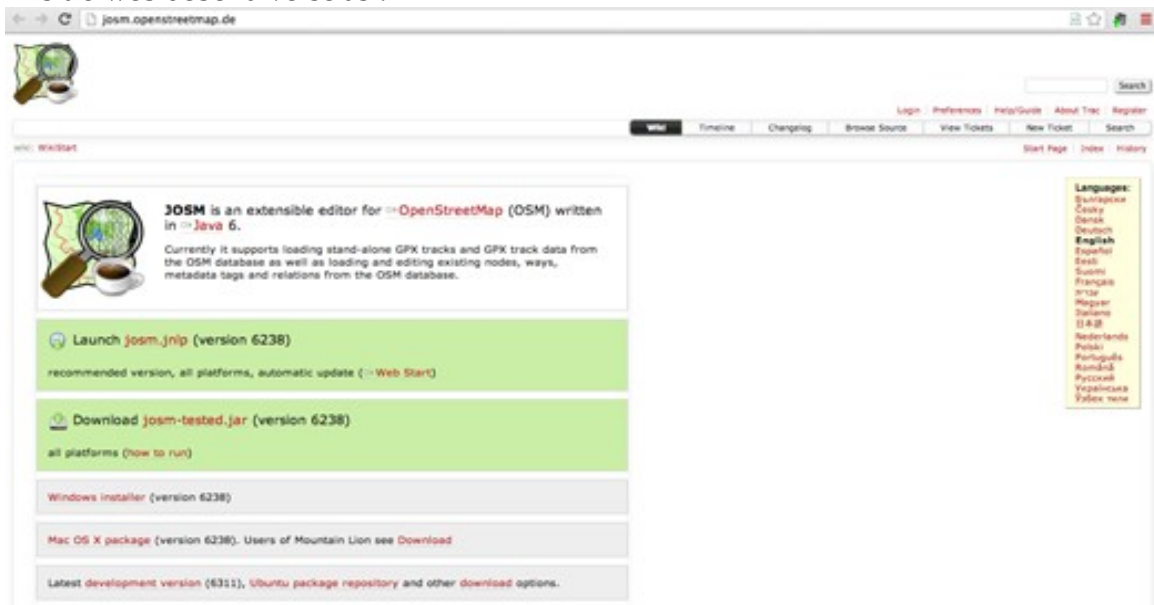 josm.openstreetmap.de
Search
Login Preferences Help/Guide About Trac Register
Wiki Timeline Changelog Browse Source View Tickets New Ticket Search
wiki: WikiStart
Start Page Index History
JOSM is an extensible editor for OpenStreetMap (OSM) written
in Java 6.
Currently it supports loading stand-alone GPX tracks and GPX track data from
the OSM database as well as loading and editing existing nodes, ways,
metadata tags and relations from the OSM database.
Launch josm.jnlp (version 6238)
recommended version, all platforms, automatic update (Web Start)
Download josm-tested.jar (version 6238)
all platforms (how to run)
Windows installer (version 6238)
Mac OS X package (version 6238). Users of Mountain Lion see Download
Latest development version (6311), Ubuntu package repository and other download options.
Languages:
Български
Česky
Dansk
Deutsch
English
Español
Eesti
Suomi
Français
עברית
Magyar
Italiano
日本語
Nederlands
Polski
Português
Română
Русский
Українська